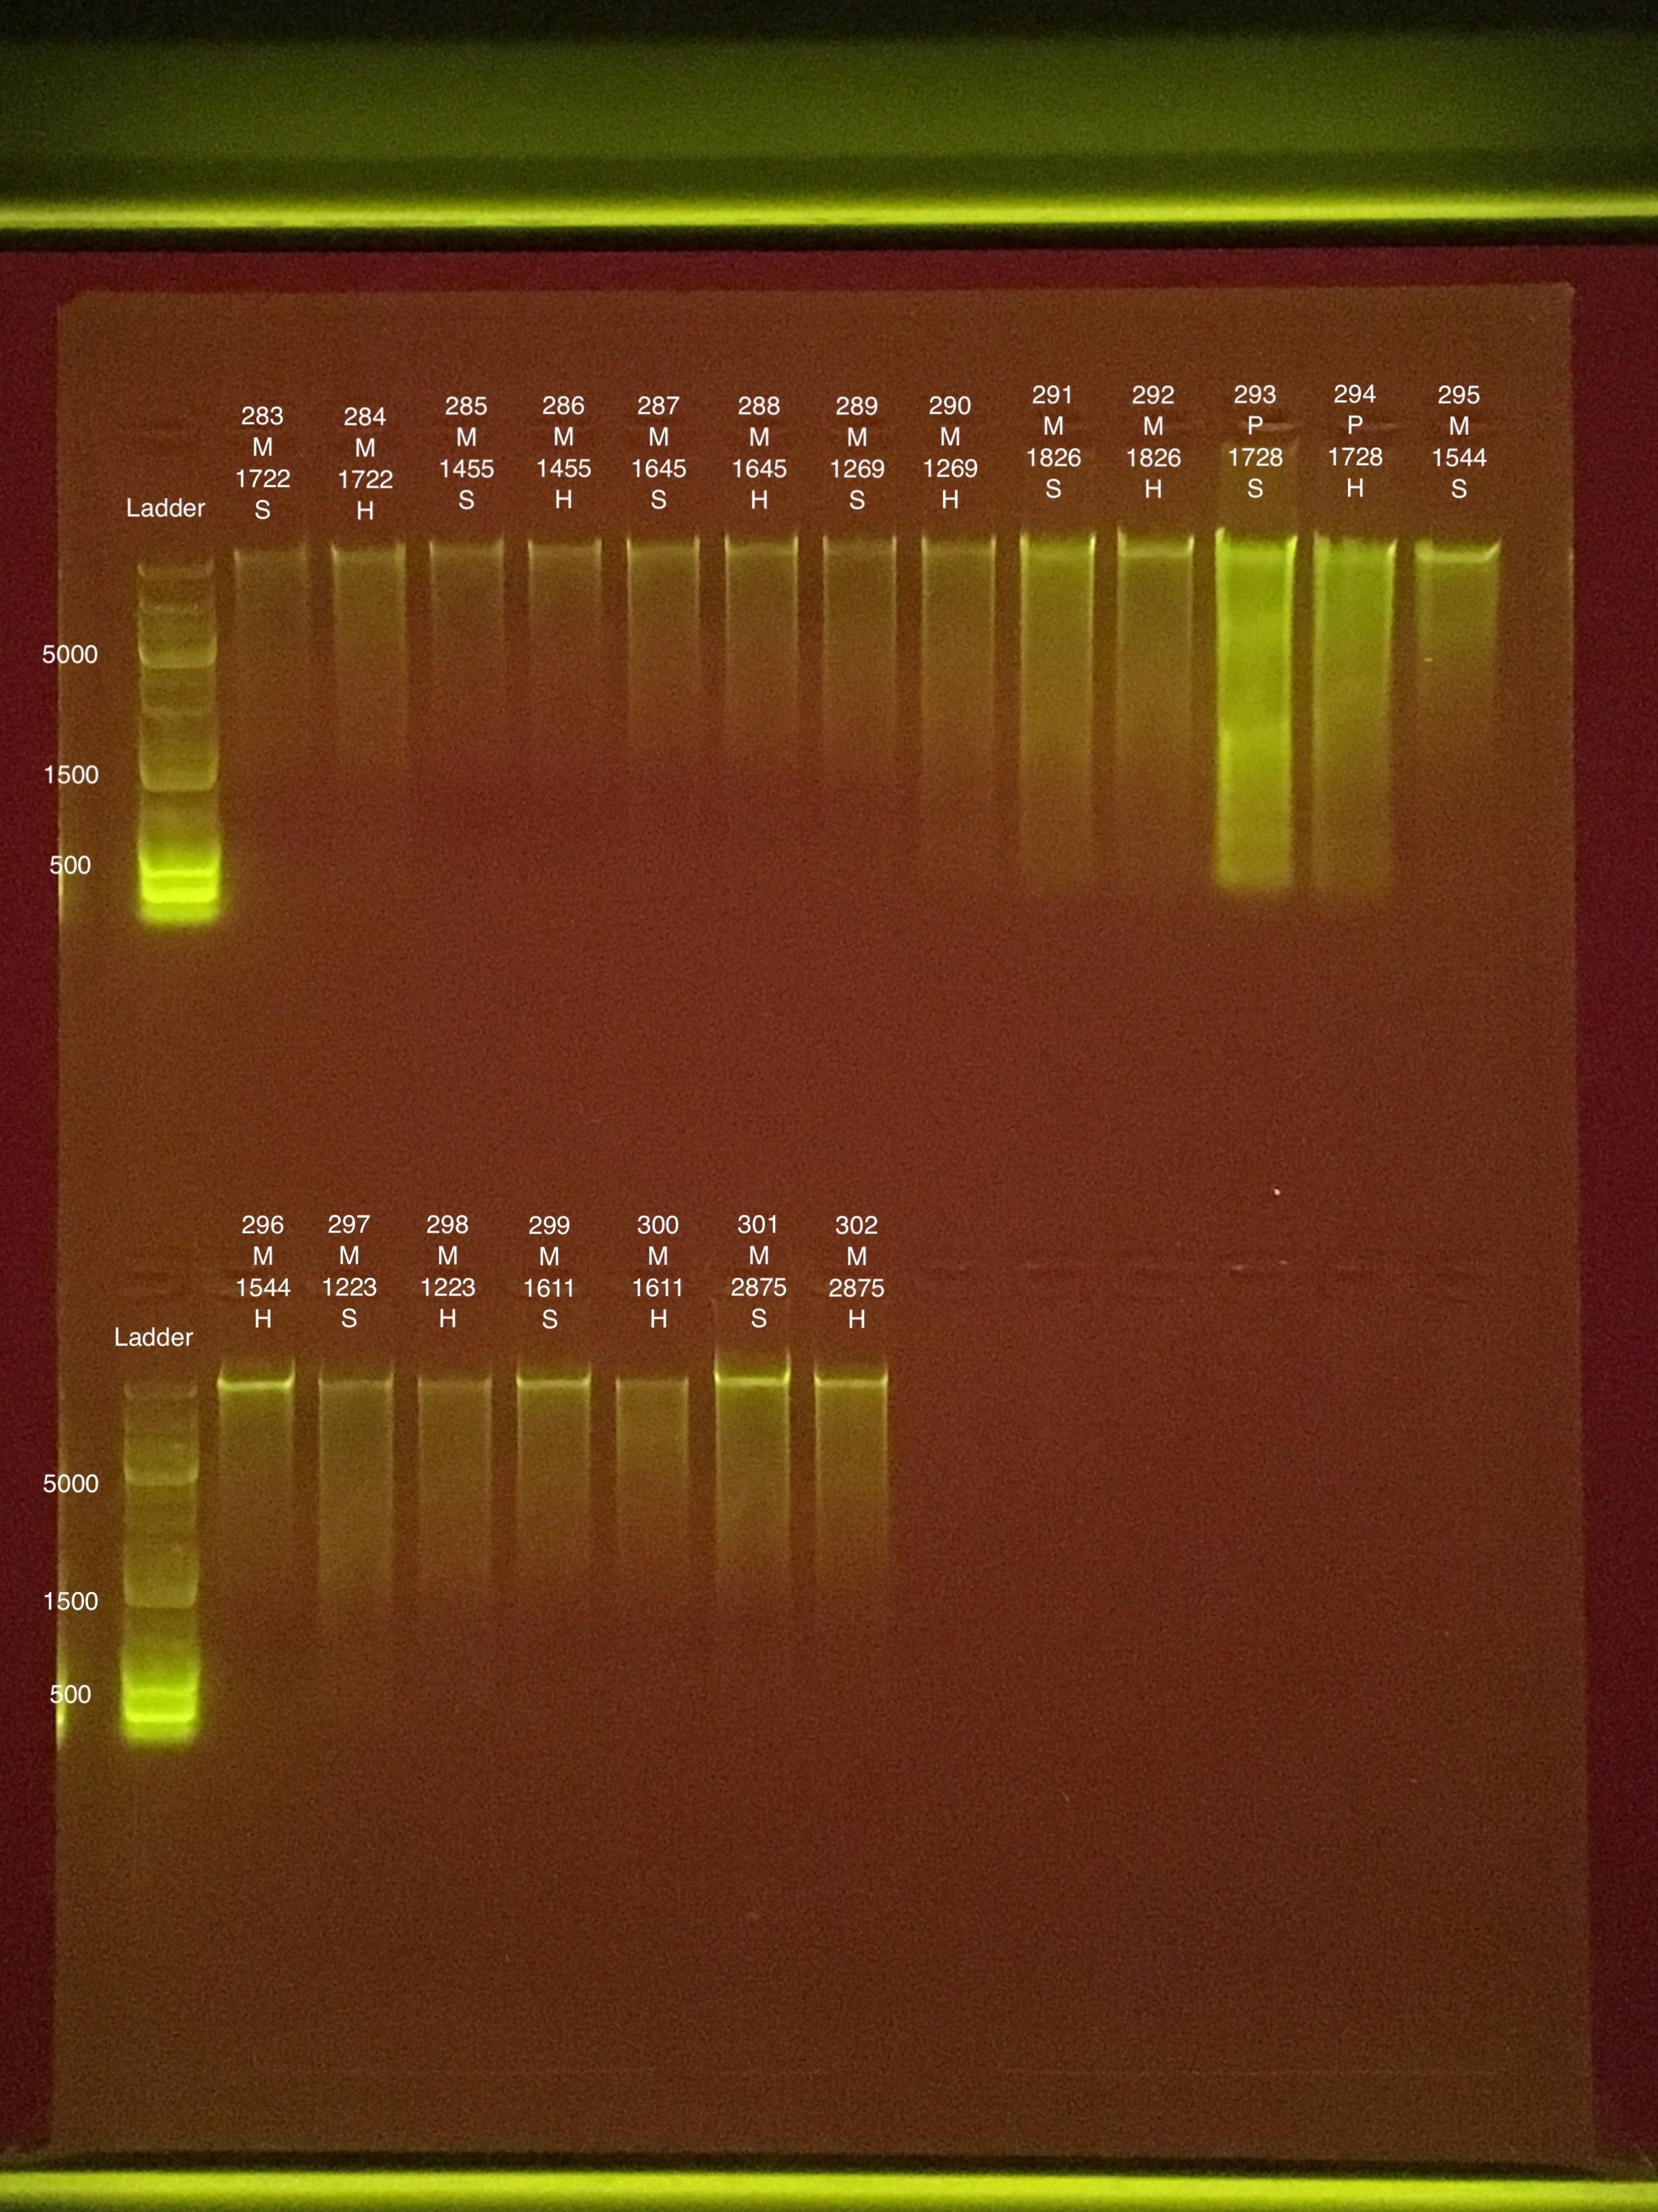 283
M
1722
S
284
M
1722
H
285
M
1455
S
286
M
1455
H
287
M
1645
S
288
M
1645
H
289
M
1269
S
290
M
1269
H
291
M
1826
S
292
M
1826
H
293
P
1728
S
294
P
1728
H
295
M
1544
S
Ladder
5000
1500
500
296
M
1544
H
297
M
1223
S
298
M
1223
H
299
M
1611
S
300
M
1611
H
301
M
2875
S
302
M
2875
H
Ladder
5000
1500
500